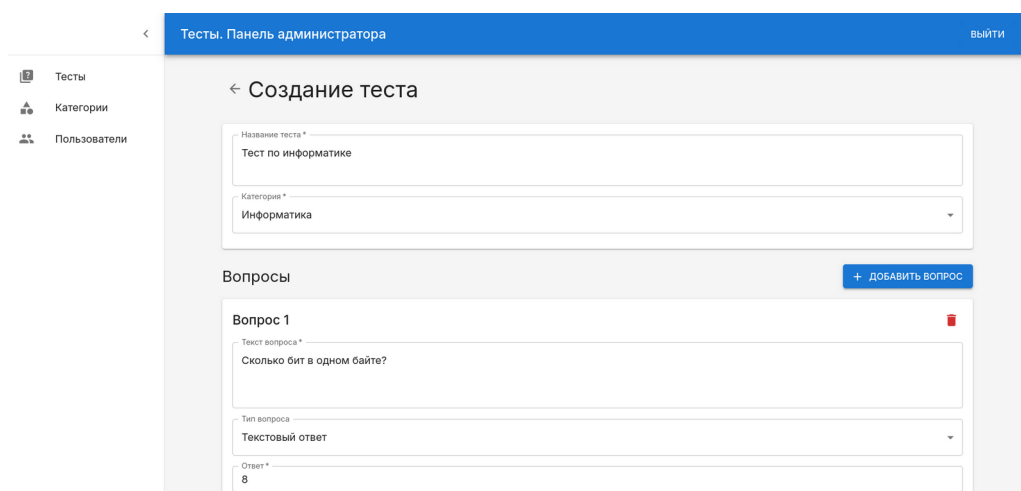 Тесты. Панель администратора
ВЫЙТИ
Тесты
Категории
Пользователи
Создание теста
Название теста *
Тест по информатике
Категория *
Информатика
Вопросы
+ ДОБАВИТЬ ВОПРОС
Вопрос 1
Текст вопроса *
Сколько бит в одном байте?
Тип вопроса
Текстовый ответ
Ответ *
8